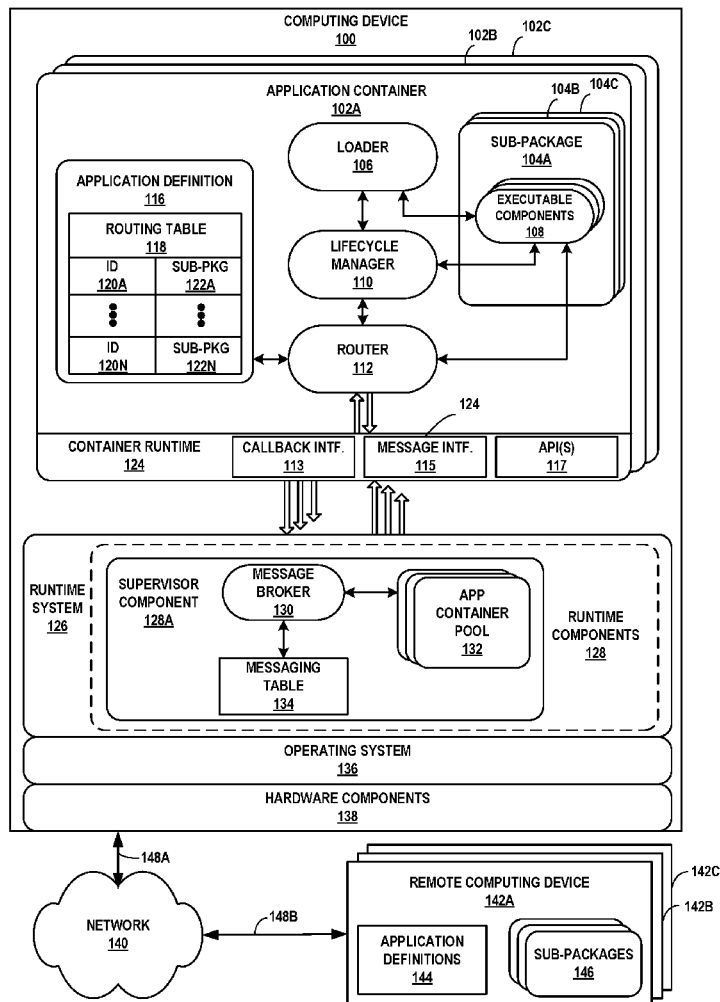 COMPUTING DEVICE
100
102B
102C
APPLICATION CONTAINER
102A
104B
104C
LOADER
106
SUB-PACKAGE
104A
APPLICATION DEFINITION
116
EXECUTABLE
COMPONENTS
108
ROUTING TABLE
118
ID
120A
SUB-PKG
122A
LIFECYCLE
MANAGER
110
ID
120N
SUB-PKG
122N
ROUTER
112
124
CONTAINER RUNTIME
124
CALLBACK INTF.
113
MESSAGE INTF.
115
API(S)
117
RUNTIME
SYSTEM
126
SUPERVISOR
COMPONENT
128A
MESSAGE
BROKER
130
APP
CONTAINER
POOL
132
RUNTIME
COMPONENTS
128
MESSAGING
TABLE
134
OPERATING SYSTEM
136
HARDWARE COMPONENTS
138
148A
142C
142B
REMOTE COMPUTING DEVICE
142A
NETWORK
140
148B
APPLICATION
DEFINITIONS
144
SUB-PACKAGES
146